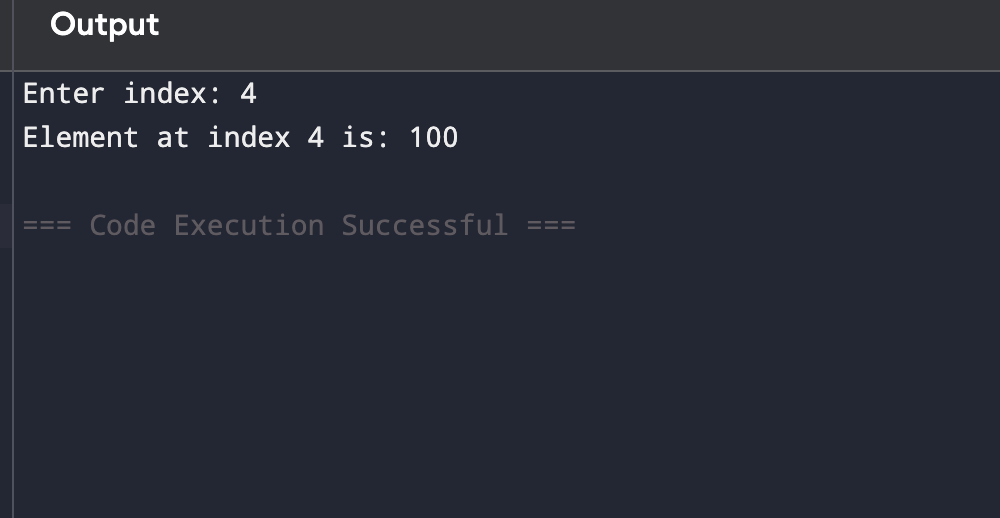 Output
Enter index: 4
Element at index 4 is: 100
=== Code Execution Successful ===